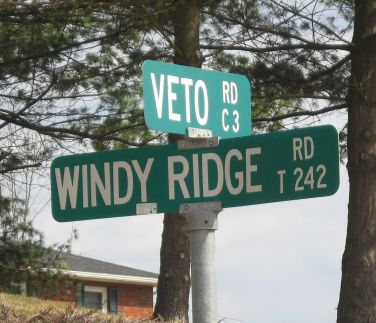 VETO RD
C 3
WINDY RIDGE RD
T 242